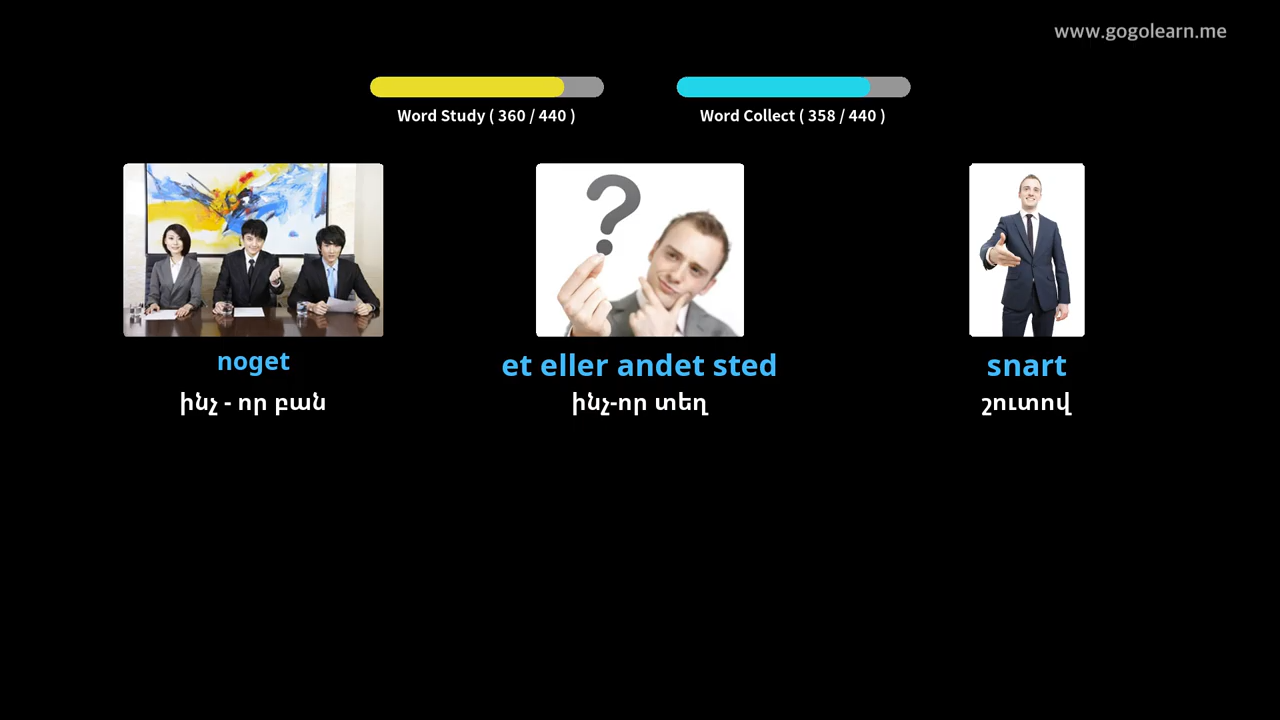 www.gogolearn.me
Word Study ( 360 / 440 )
Word Collect ( 358 / 440 )
noget
ինչ - որ բան
et eller andet sted
ինչ-որ տեղ
snart
շուտով